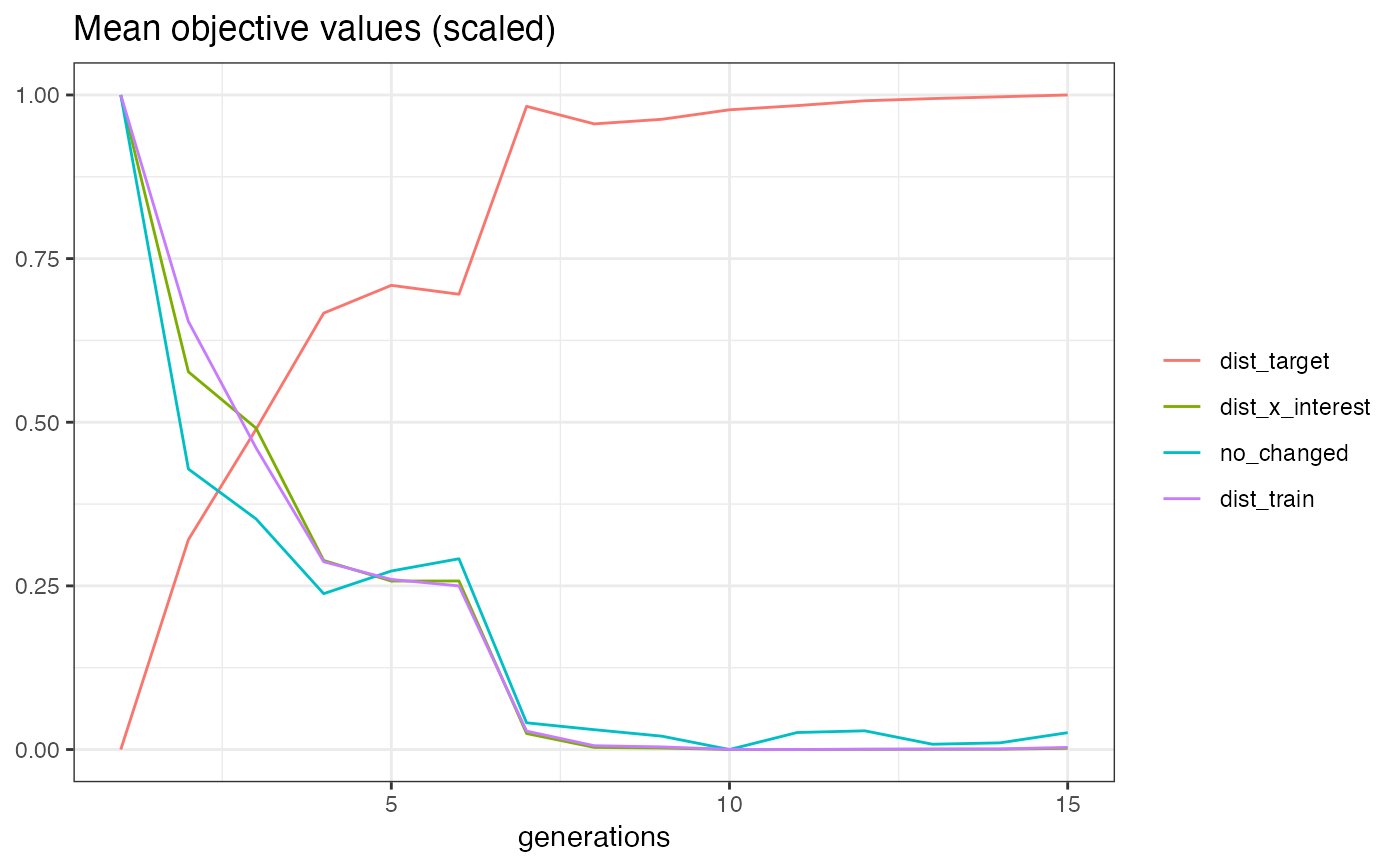 Mean objective values (scaled)
1.00
0.75
0.50
0.25
0.00
5
10
15
generations
dist_target
dist_x_interest
no_changed
dist_train